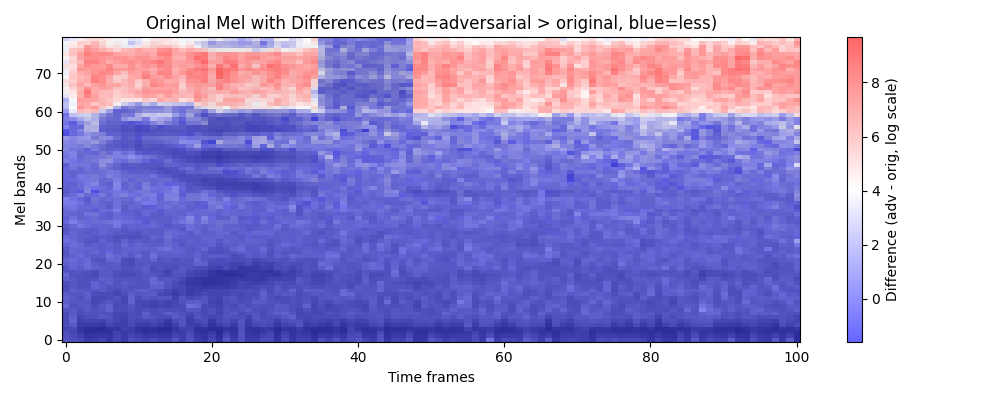 Original Mel with Differences (red=adversarial > original, blue=less)
Mel bands
70
60
50
40
30
20
10
0
0 20 40 60 80 100
Time frames
8
6
4
2
0
Difference (adv - orig, log scale)